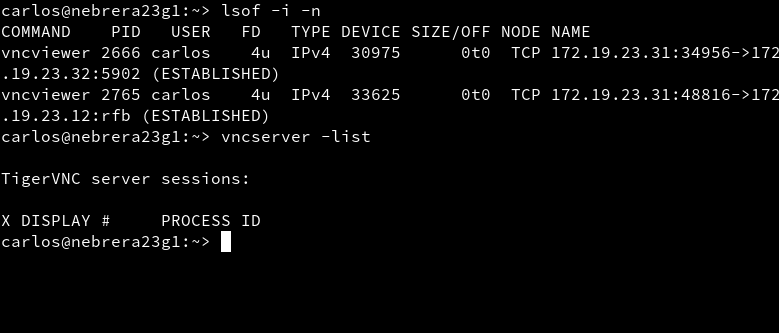 carlos@nebrera23g1:~> lsof -i -n
COMMAND    PID   USER   FD   TYPE DEVICE SIZE/OFF NODE NAME
vncviewer 2666 carlos    4u  IPv4  30975      0t0  TCP 172.19.23.31:34956->172
.19.23.32:5902 (ESTABLISHED)
vncviewer 2765 carlos    4u  IPv4  33625      0t0  TCP 172.19.23.31:48816->172
.19.23.12:rfb (ESTABLISHED)
carlos@nebrera23g1:~> vncserver -list
TigerVNC server sessions:
X DISPLAY #     PROCESS ID
carlos@nebrera23g1:~>